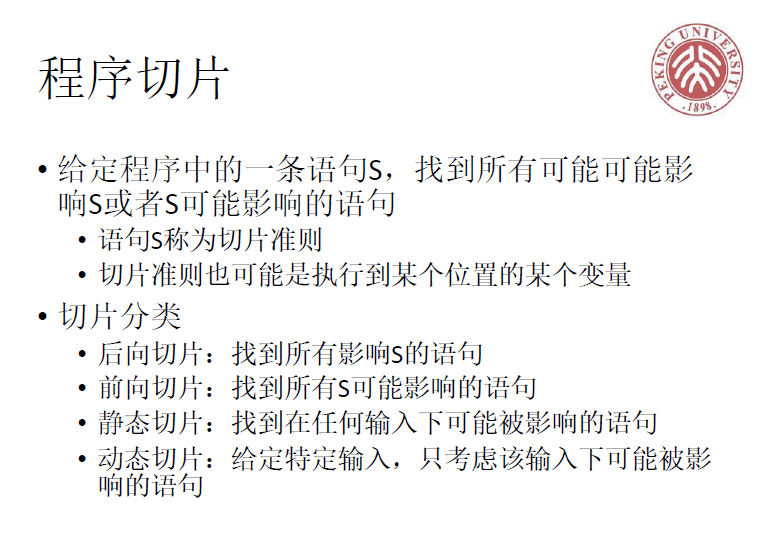 程序切片
PEKING UNIVERSITY
·1898·
• 给定程序中的一条语句S，找到所有可能可能影
响S或者S可能影响的语句
• 语句S称为切片准则
• 切片准则也可能是执行到某个位置的某个变量
• 切片分类
• 后向切片：找到所有影响S的语句
• 前向切片：找到所有S可能影响的语句
• 静态切片：找到在任何输入下可能被影响的语句
• 动态切片：给定特定输入，只考虑该输入下可能被影
响的语句